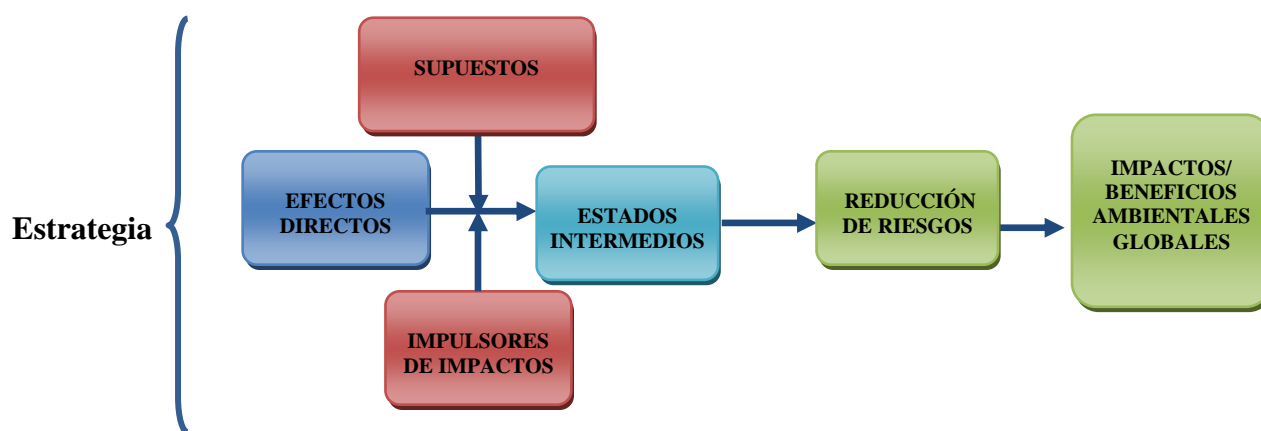 Estrategia
SUPUESTOS
EFECTOS
DIRECTOS
ESTADOS
INTERMEDIOS
IMPULSORES
DE IMPACTOS
REDUCCIÓN
DE RIESGOS
IMPACTOS/
BENEFICIOS
AMBIENTALES
GLOBALES